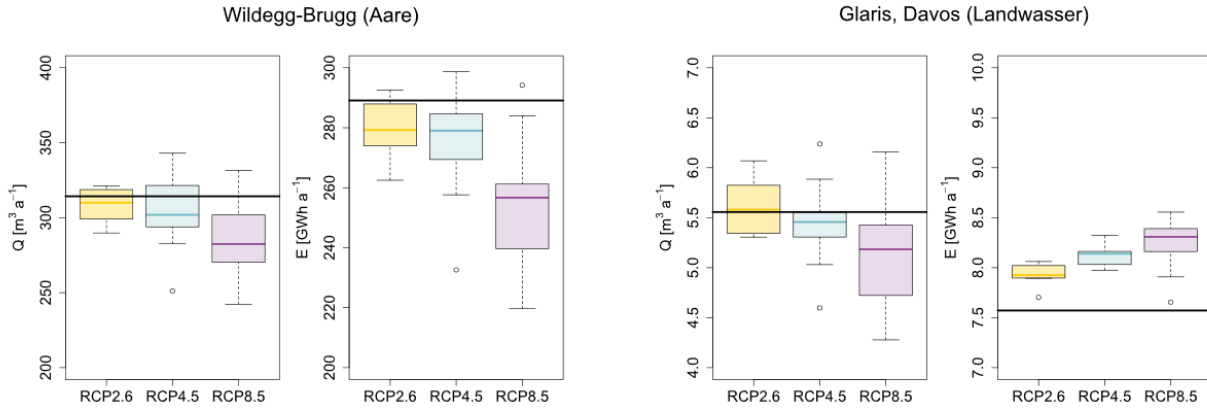 Wildegg-Brugg (Aare)
Glaris, Davos (Landwasser)
Q [m³ a⁻¹]
400
350
300
250
200
RCP2.6 RCP4.5 RCP8.5
E [GWh a⁻¹]
300
280
260
240
220
200
RCP2.6 RCP4.5 RCP8.5
Q [m³ a⁻¹]
7.0
6.5
6.0
5.5
5.0
4.5
4.0
RCP2.6 RCP4.5 RCP8.5
E [GWh a⁻¹]
10.0
9.5
9.0
8.5
8.0
7.5
7.0
RCP2.6 RCP4.5 RCP8.5